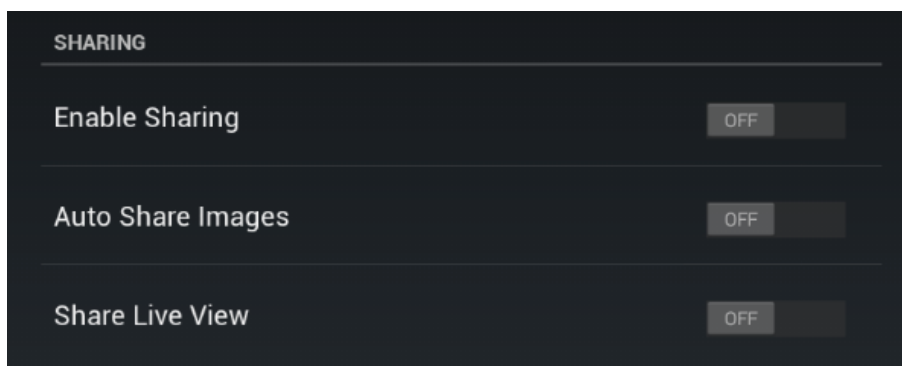 SHARING
Enable Sharing OFF
Auto Share Images OFF
Share Live View OFF